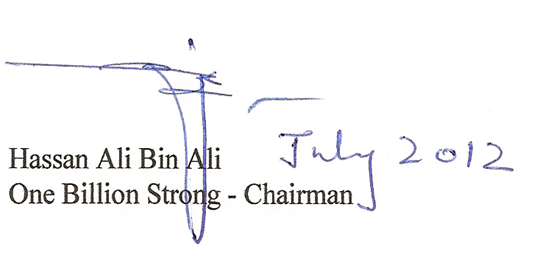 Hassan Ali Bin Ali July 2012
One Billion Strong - Chairman